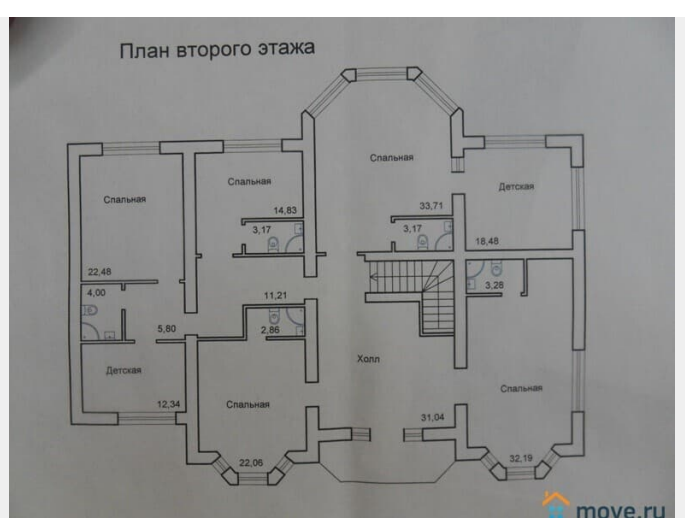 План второго этажа
Спальная
33,71
Спальная
14,83
Детская
18,48
Спальная
22,48
3,17
3,17
4,00
11,21
3,28
5,80
2,86
Холл
31,04
Детская
12,34
Спальная
22,06
Спальная
32,19
move.ru